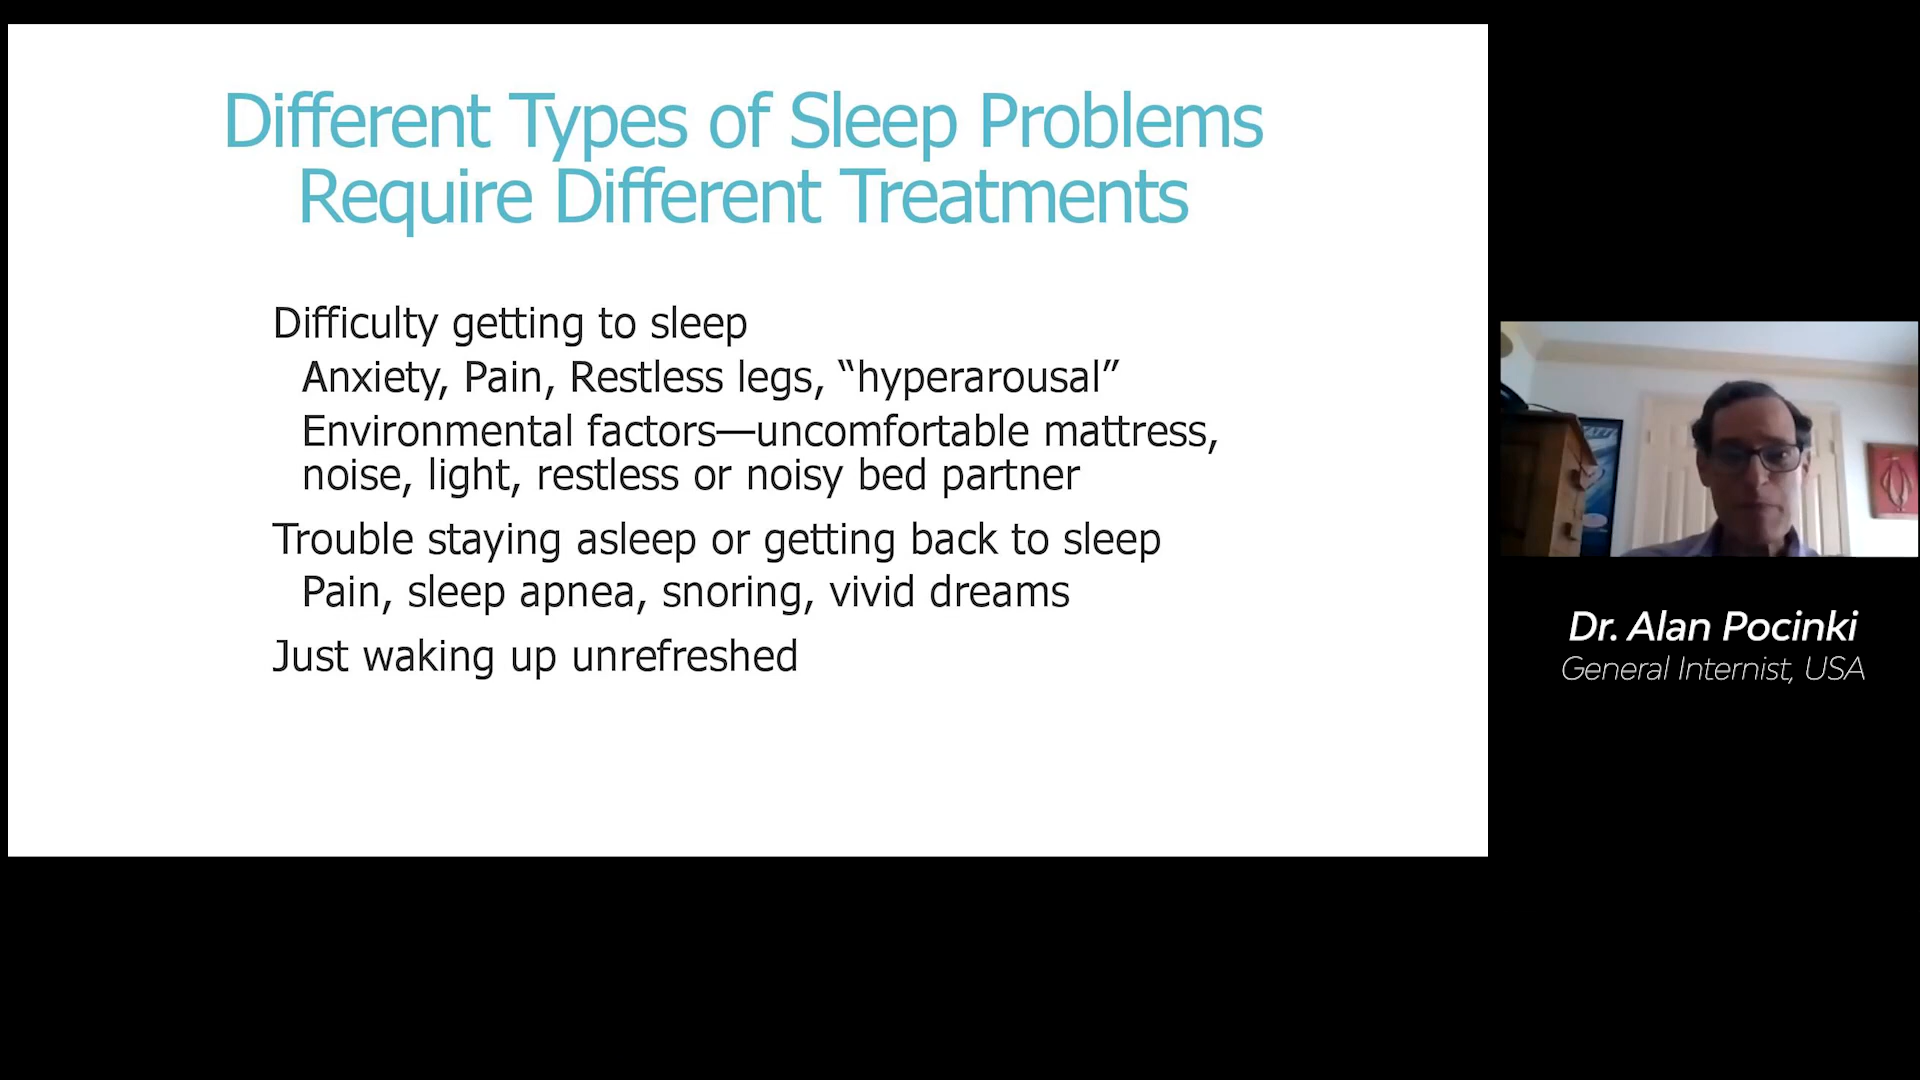 Different Types of Sleep Problems
Require Different Treatments
Difficulty getting to sleep
Anxiety, Pain, Restless legs, “hyperarousal”
Environmental factors—uncomfortable mattress,
noise, light, restless or noisy bed partner
Trouble staying asleep or getting back to sleep
Pain, sleep apnea, snoring, vivid dreams
Just waking up unrefreshed
Dr. Alan Pocinki
General Internist, USA